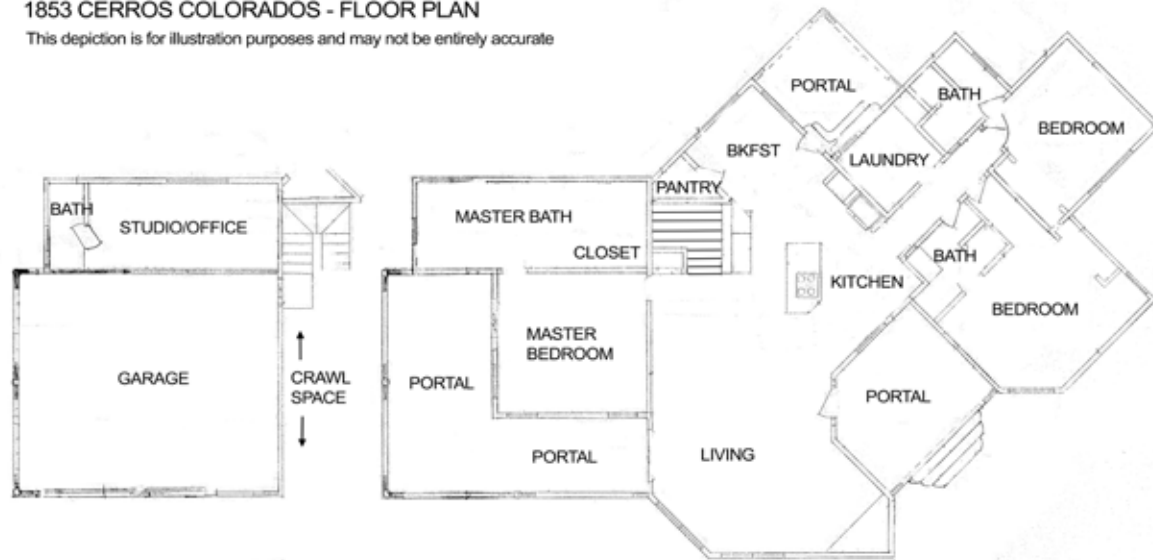 1853 CERROS COLORADOS - FLOOR PLAN
This depiction is for illustration purposes and may not be entirely accurate
PORTAL
BATH
BEDROOM
BKFST
LAUNDRY
PANTRY
BATH
STUDIO/OFFICE
MASTER BATH
CLOSET
BATH
KITCHEN
BEDROOM
MASTER
BEDROOM
GARAGE
CRAWL
SPACE
PORTAL
PORTAL
LIVING
PORTAL